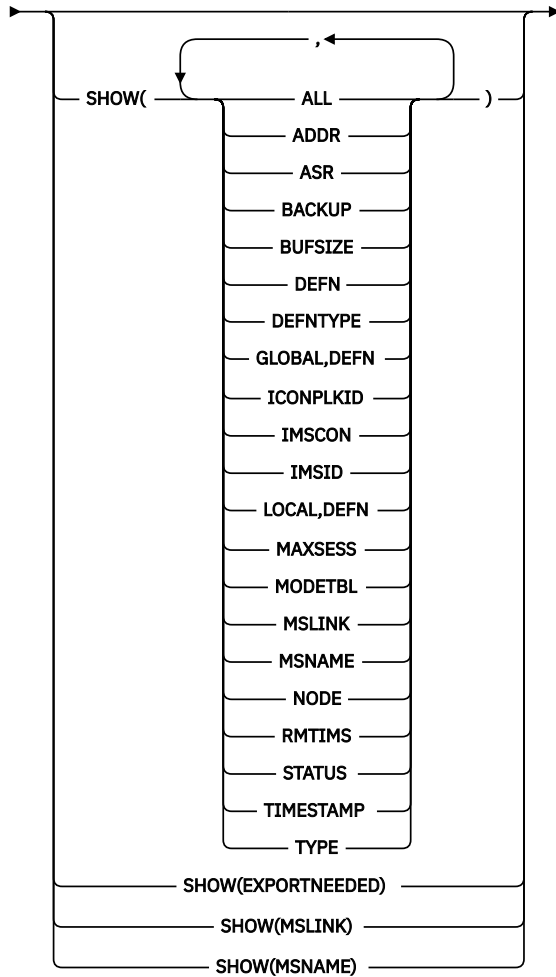 ,
SHOW( ALL )
ADDR
ASR
BACKUP
BUFSIZE
DEFN
DEFNTYPE
GLOBAL,DEFN
ICONPLKID
IMSCON
IMSID
LOCAL,DEFN
MAXSESS
MODETBL
MSLINK
MSNAME
NODE
RMTIMS
STATUS
TIMESTAMP
TYPE
SHOW(EXPORTNEEDED)
SHOW(MSLINK)
SHOW(MSNAME)